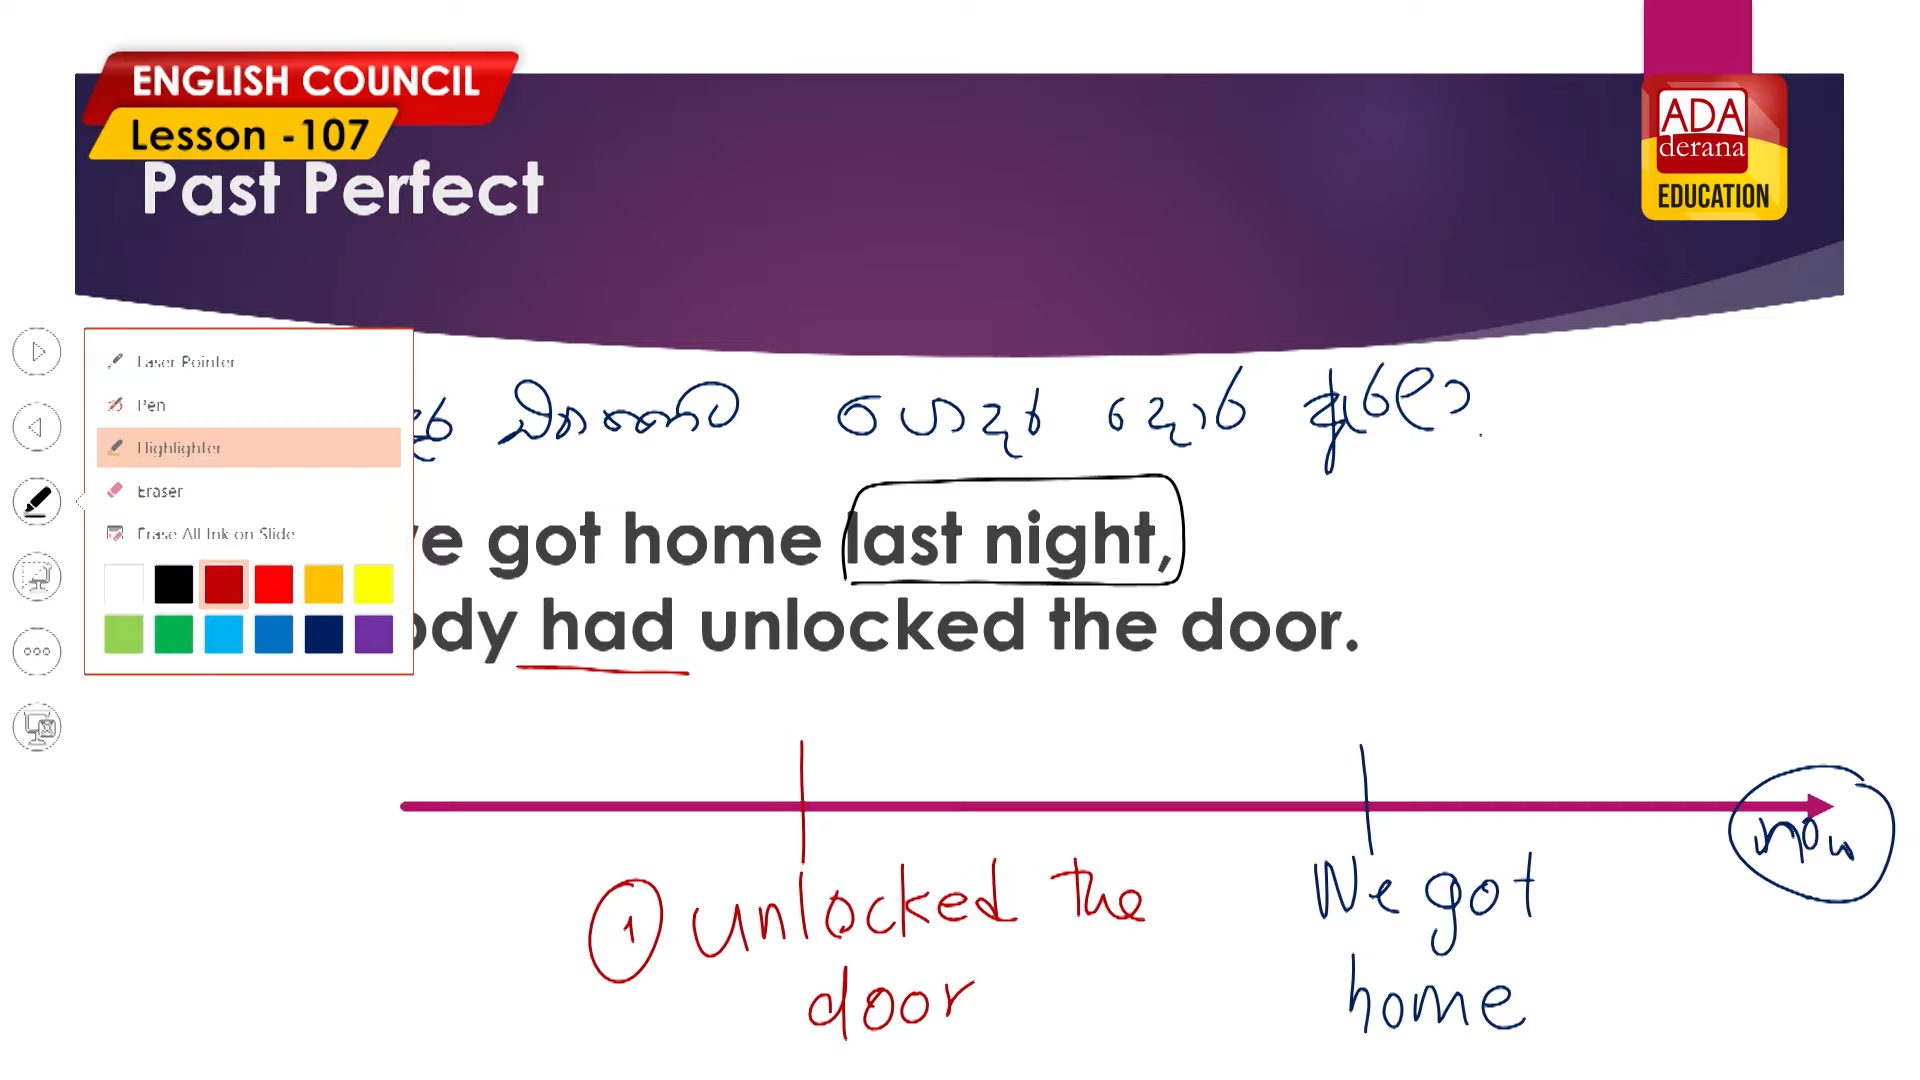 ENGLISH COUNCIL
Lesson -107
Past Perfect
ADA
derana
EDUCATION
Laser Pointer
Pen
Highlighter
Eraser
Erase All Ink on Slide
ve got home last night,
ody had unlocked the door.
now
1 unlocked the
door
We got
home